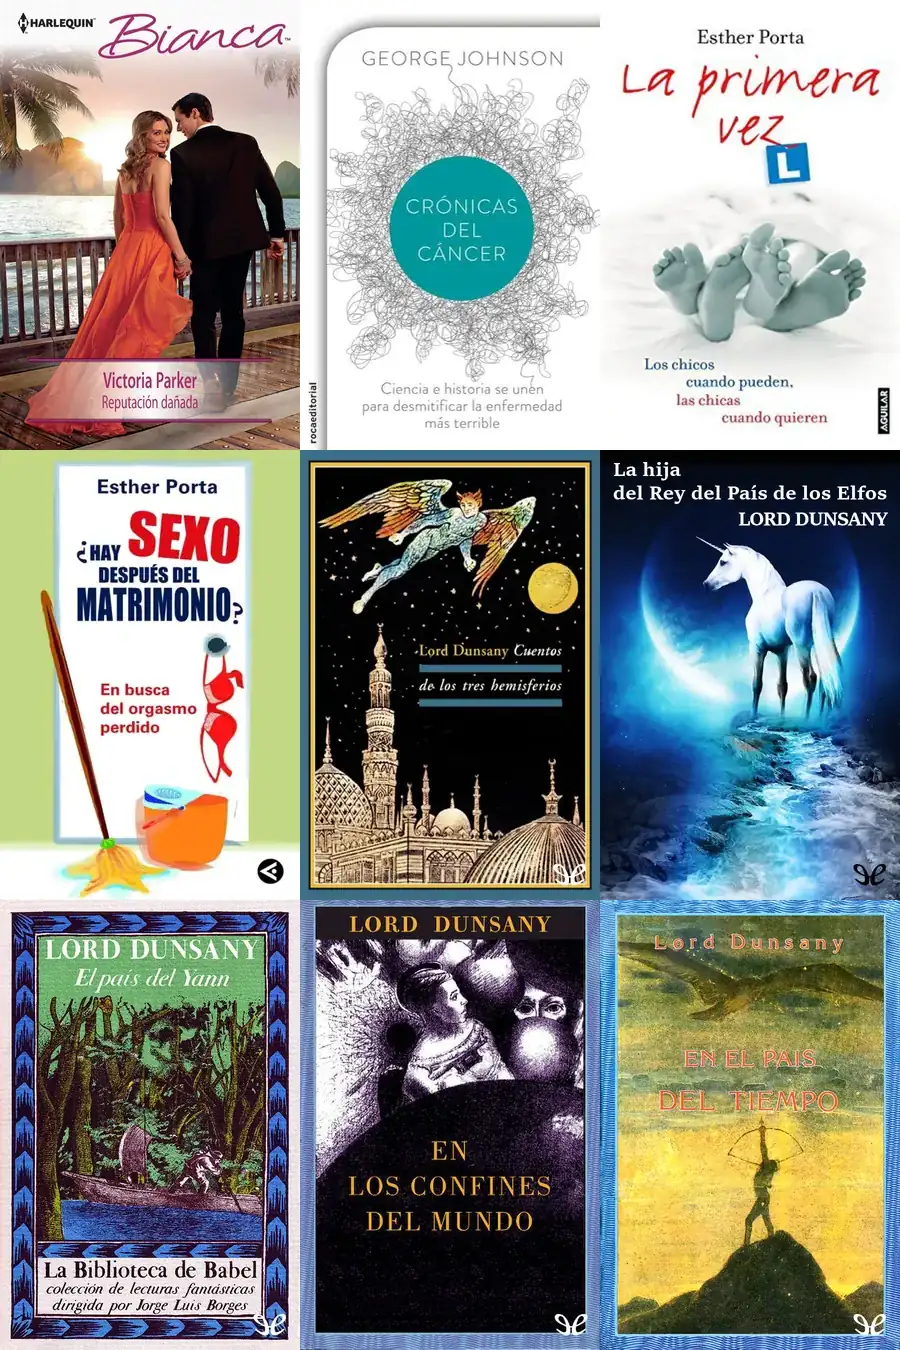 HARLEQUIN™
Bianca™
Victoria Parker
Reputación dañada
GEORGE JOHNSON
CRÓNICAS
DEL
CÁNCER
Ciencia e historia se unen
para desmitificar la enfermedad
más terrible
rocaeditorial
Esther Porta
La primera
vez
L
Los chicos
cuando pueden,
las chicas
cuando quieren
AGUILAR
Esther Porta
¿HAY SEXO
DESPUÉS DEL
MATRIMONIO?
En busca
del orgasmo
perdido
Lord Dunsany Cuentos
de los tres hemisferios
La hija
del Rey del País de los Elfos
LORD DUNSANY
LORD DUNSANY
El país del Yann
La Biblioteca de Babel
colección de lecturas fantásticas
dirigida por Jorge Luis Borges
LORD DUNSANY
EN
LOS CONFINES
DEL MUNDO
Lord Dunsany
EN EL PAIS
DEL TIEMPO